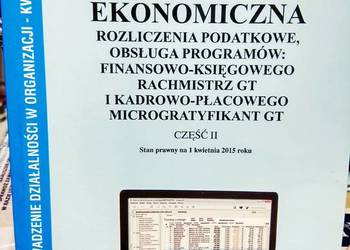 EKONOMICZNA
ROZLICZENIA PODATKOWE,
OBSŁUGA PROGRAMÓW:
FINANSOWO-KSIĘGOWEGO
RACHMISTRZ GT
I KADROWO-PŁACOWEGO
MICROGRATYFIKANT GT
CZĘŚĆ II
Stan prawny na 1 kwietnia 2015 roku
DZENIE DZIAŁALNOŚCI W ORGANIZACJI - KW